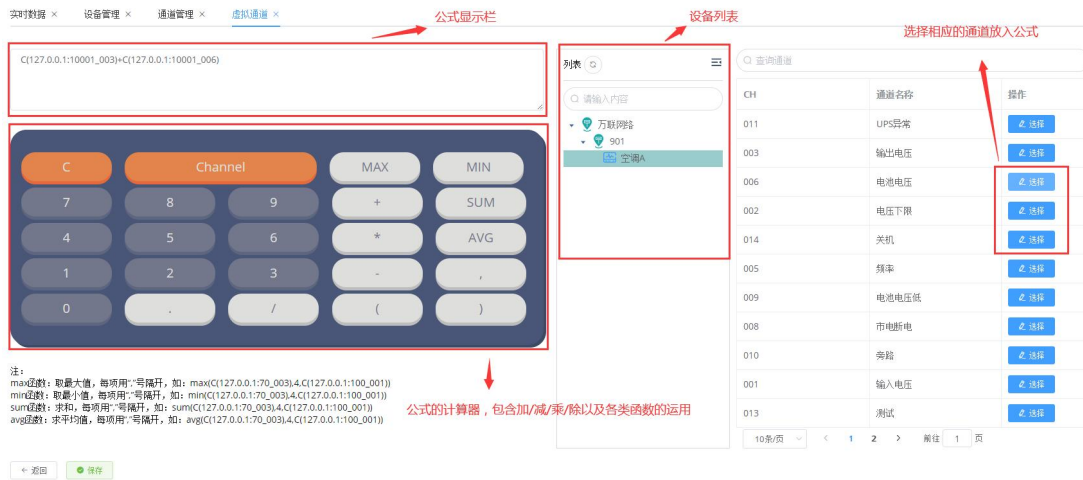 实时数据 ×
设备管理 ×
通道管理 ×
虚拟通道 ×
公式显示栏
设备列表
选择相应的通道放入公式
C(127.0.0.1:10001_003)+C(127.0.0.1:10001_006)
C
Channel
MAX
MIN
7
8
9
+
SUM
4
5
6
*
AVG
1
2
3
-
,
0
.
/
(
)
注：
max函数：取最大值，每项用","号隔开，如：max(C(127.0.0.1:70_003),4,C(127.0.0.1:100_001))
min函数：取最小值，每项用","号隔开，如：min(C(127.0.0.1:70_003),4,C(127.0.0.1:100_001))
sum函数：求和，每项用","号隔开，如：sum(C(127.0.0.1:70_003),4,C(127.0.0.1:100_001))
avg函数：求平均值，每项用","号隔开，如：avg(C(127.0.0.1:70_003),4,C(127.0.0.1:100_001))
公式的计算器，包含加/减/乘/除以及各类函数的运用
列表
请输入内容
万联网络
901
空调A
查询通道
CH 通道名称 操作
011 UPS异常 选择
003 输出电压 选择
006 电池电压 选择
002 电压下限 选择
014 关机 选择
005 频率 选择
009 电池电压低 选择
008 市电断电 选择
010 旁路 选择
001 输入电压 选择
013 测试 选择
10条/页 < 1 2 > 前往 1 页
← 返回
保存